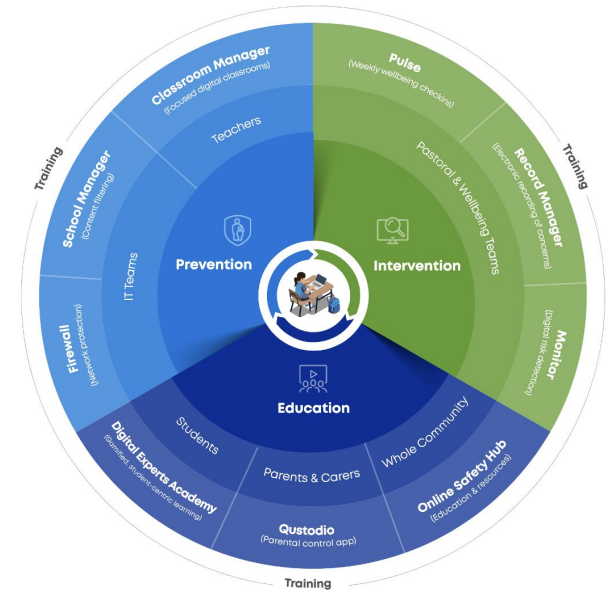 Training
Classroom Manager
(Focused digital classrooms)
Teachers
School Manager
(Content filtering)
IT Teams
Firewall
(Network protection)
Prevention
Pulse
(Weekly wellbeing checkins)
Pastoral & Wellbeing Teams
Record Manager
(Electronic recording of concerns)
Monitor
(Digital risk detection)
Training
Intervention
Education
Students
Parents & Carers
Whole Community
Digital Experts Academy
(Gamified, student-centric learning)
Qustodio
(Parental control app)
Online Safety Hub
(Education & resources)
Training